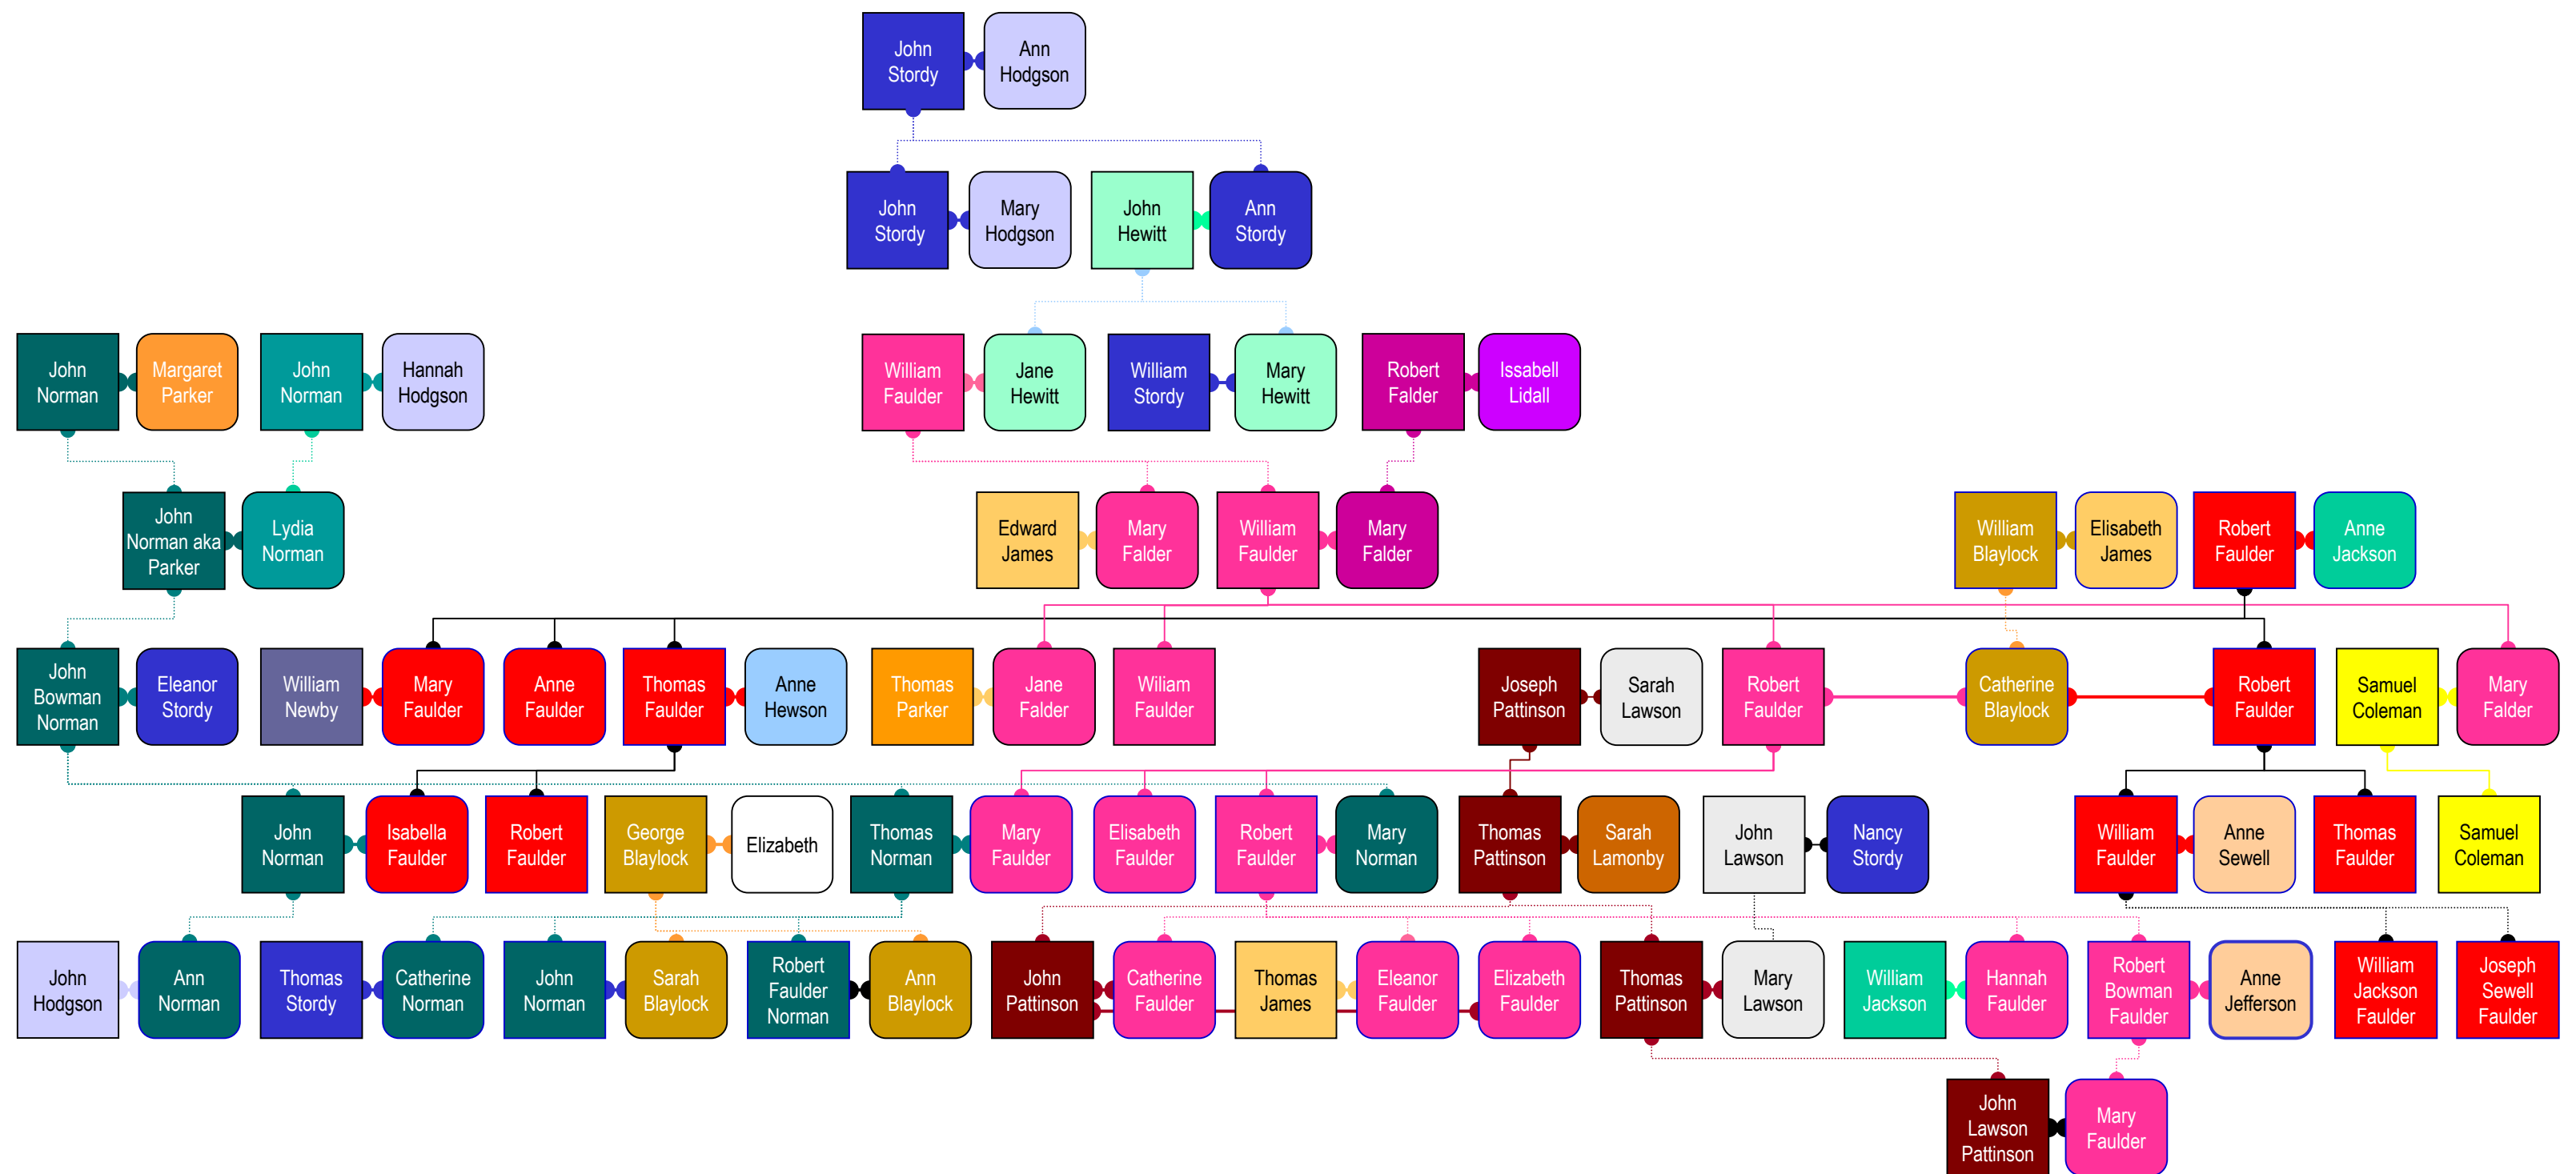 John
Stordy
Ann
Hodgson
John
Stordy
Mary
Hodgson
John
Hewitt
Ann
Stordy
John
Norman
Margaret
Parker
John
Norman
Hannah
Hodgson
William
Faulder
Jane
Hewitt
William
Stordy
Mary
Hewitt
Robert
Falder
Issabell
Lidall
John
Norman aka
Parker
Lydia
Norman
Edward
James
Mary
Falder
William
Faulder
Mary
Falder
William
Blaylock
Elisabeth
James
Robert
Faulder
Anne
Jackson
John
Bowman
Norman
Eleanor
Stordy
William
Newby
Mary
Faulder
Anne
Faulder
Thomas
Faulder
Anne
Hewson
Thomas
Parker
Jane
Falder
Wiliam
Faulder
Joseph
Pattinson
Sarah
Lawson
Robert
Faulder
Catherine
Blaylock
Robert
Faulder
Samuel
Coleman
Mary
Falder
John
Norman
Isabella
Faulder
Robert
Faulder
George
Blaylock
Elizabeth
Thomas
Norman
Mary
Faulder
Elisabeth
Faulder
Robert
Faulder
Mary
Norman
Thomas
Pattinson
Sarah
Lamonby
John
Lawson
Nancy
Stordy
William
Faulder
Anne
Sewell
Thomas
Faulder
Samuel
Coleman
John
Hodgson
Ann
Norman
Thomas
Stordy
Catherine
Norman
John
Norman
Sarah
Blaylock
Robert
Faulder
Norman
Ann
Blaylock
John
Pattinson
Catherine
Faulder
Thomas
James
Eleanor
Faulder
Elizabeth
Faulder
Thomas
Pattinson
Mary
Lawson
William
Jackson
Hannah
Faulder
Robert
Bowman
Faulder
Anne
Jefferson
William
Jackson
Faulder
Joseph
Sewell
Faulder
John
Lawson
Pattinson
Mary
Faulder